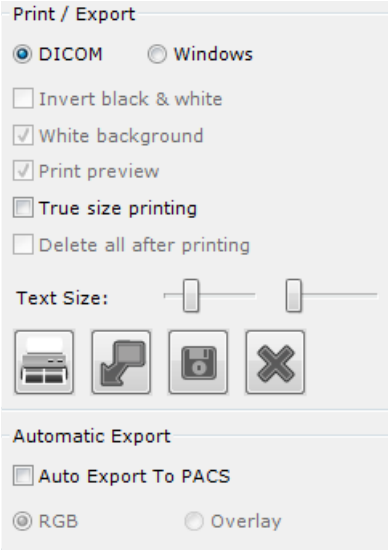 Print / Export
DICOM Windows
Invert black & white
White background
Print preview
True size printing
Delete all after printing
Text Size:
Automatic Export
Auto Export To PACS
RGB Overlay